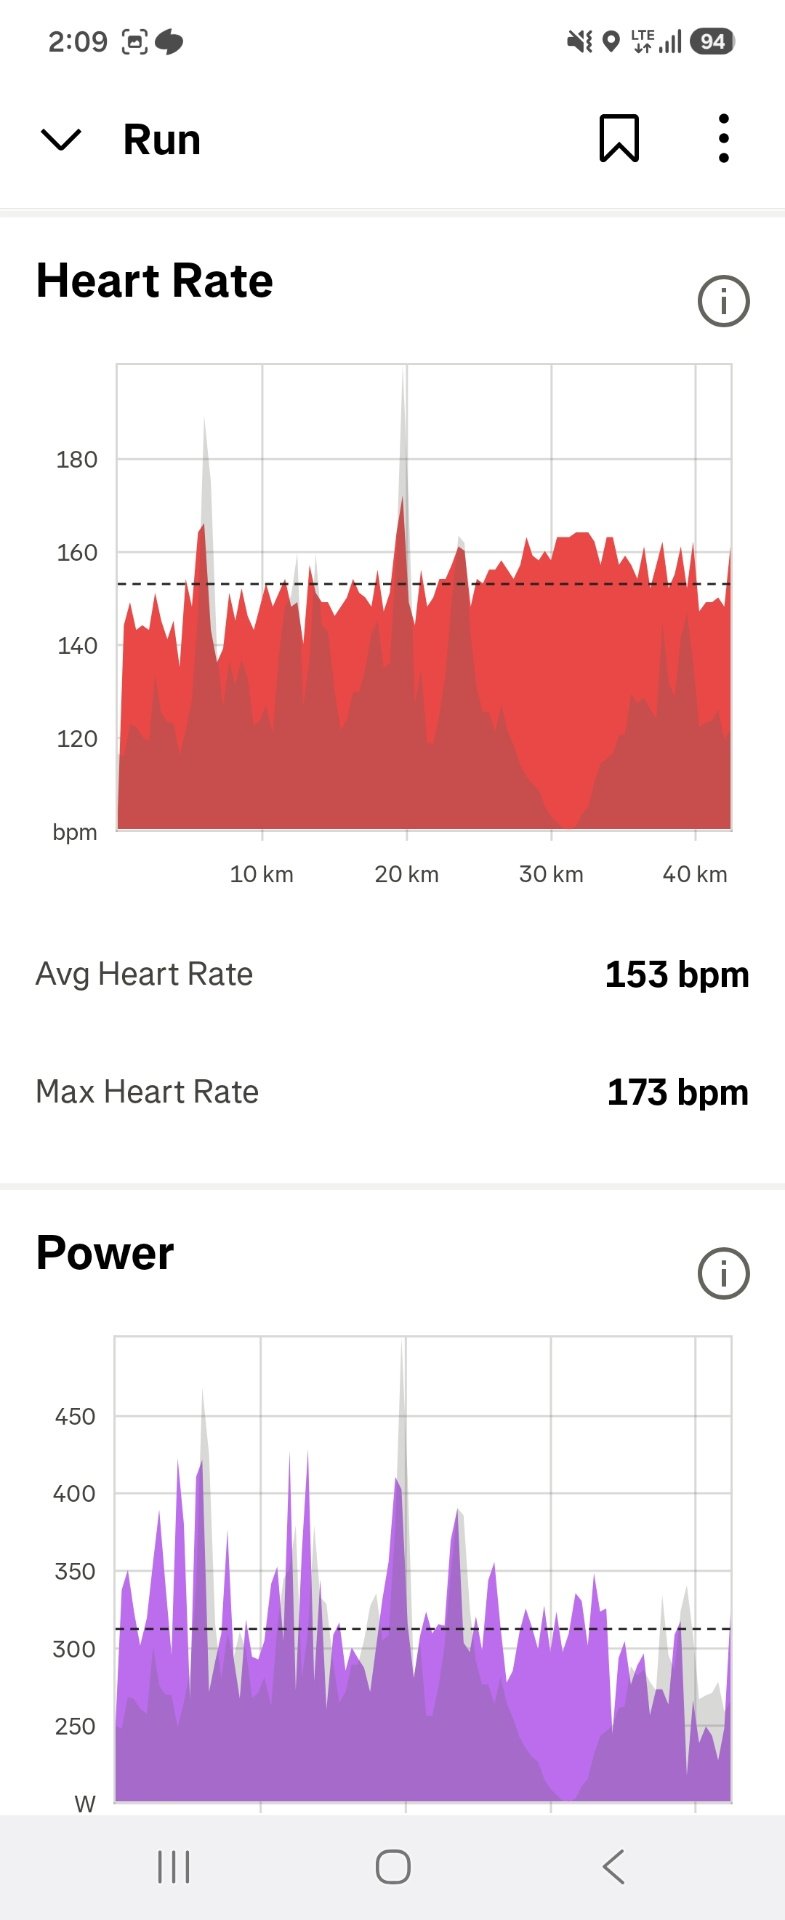 2:09 LTE 94
Run
Heart Rate
i
180
160
140
120
bpm
10 km 20 km 30 km 40 km
Avg Heart Rate 153 bpm
Max Heart Rate 173 bpm
Power
i
450
400
350
300
250
W